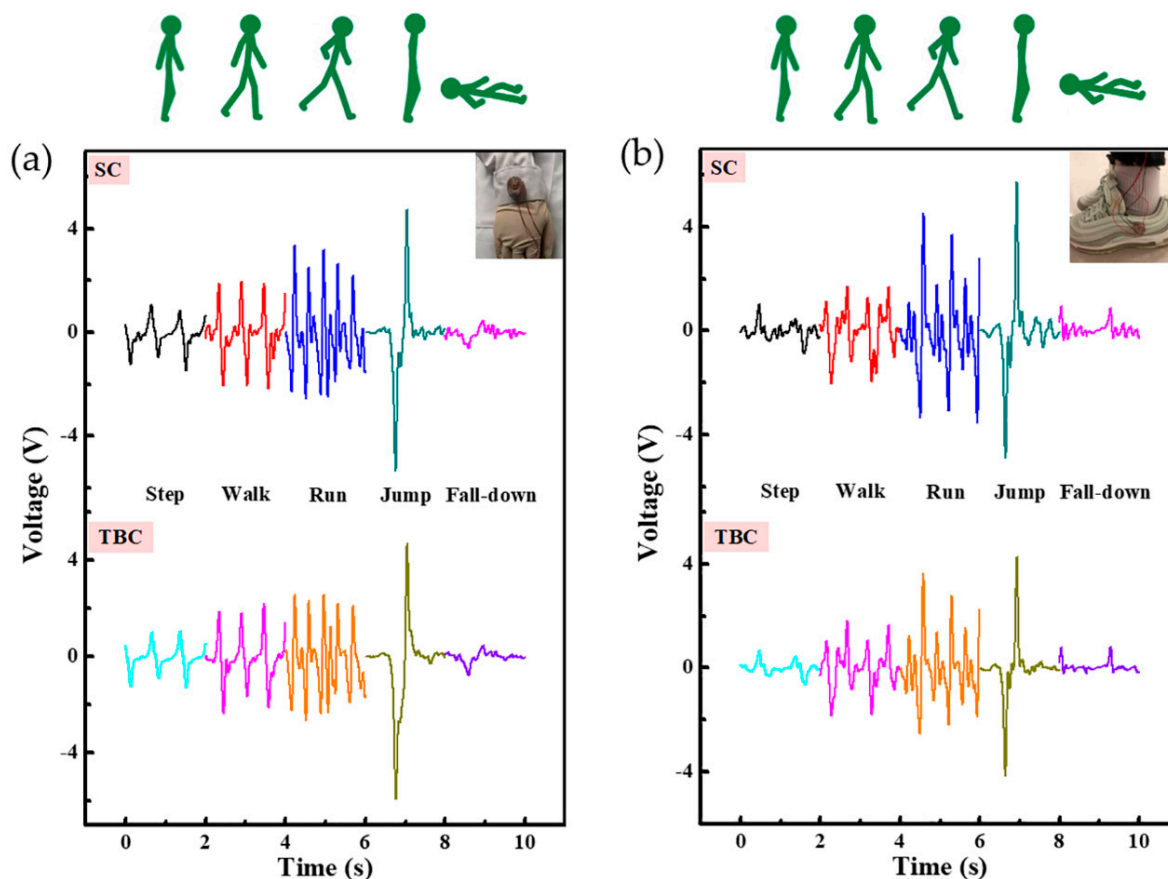 (a)
SC
4
0
-4
Step Walk Run Jump Fall-down
TBC
4
0
-4
0 2 4 6 8 10
Time (s)
Voltage (V)
(b)
SC
4
0
-4
Step Walk Run Jump Fall-down
TBC
4
0
-4
0 2 4 6 8 10
Time (s)
Voltage (V)